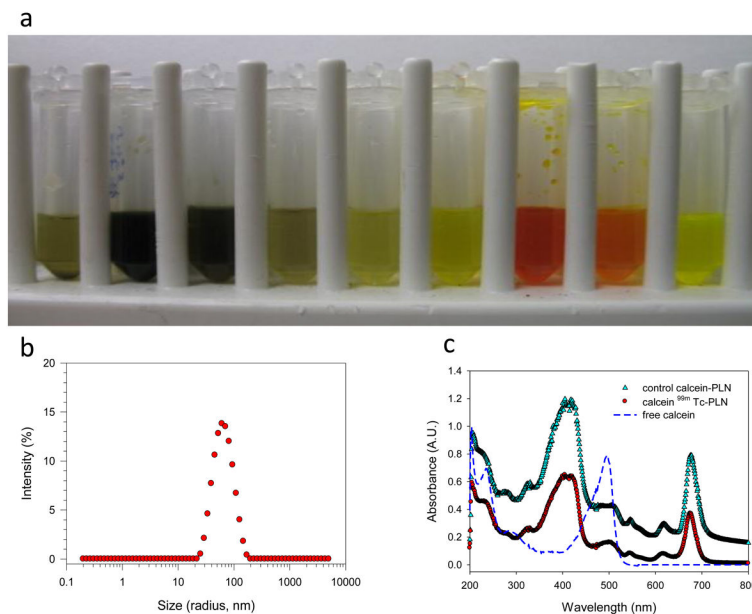 a
b
20
15
10
5
0
Intensity (%)
0.1 1 10 100 1000 10000
Size (radius, nm)
c
1.4
1.2
1.0
0.8
0.6
0.4
0.2
0.0
Absorbance (A.U.)
control calcein-PLN
calcein 99m Tc-PLN
free calcein
200 300 400 500 600 700 800
Wavelength (nm)